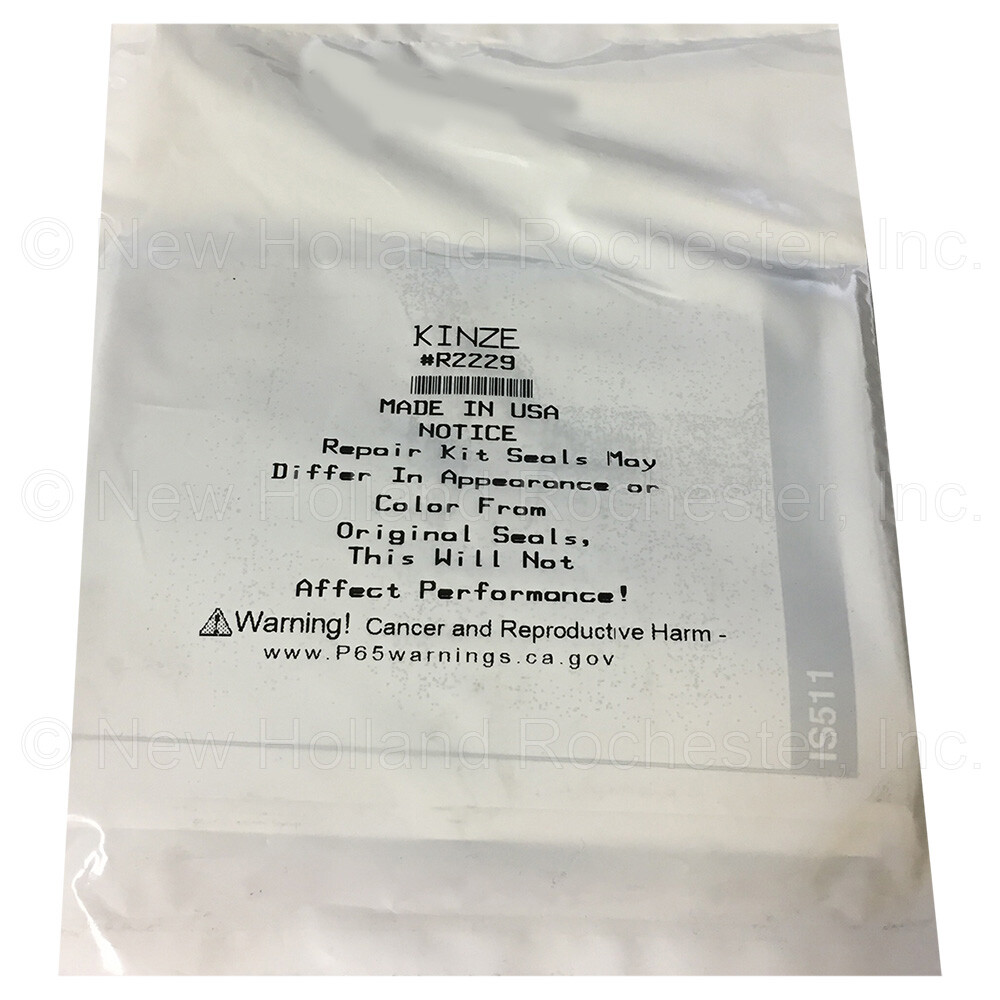 © New Holland Rochester, Inc.
KINZE
#R2229
MADE IN USA
NOTICE
Repair Kit Seals May
Differ In Appearance or
Color From
© New Holland Rochester, Inc.
Original Seals,
This Will Not
Affect Performance!
⚠Warning! Cancer and Reproductive Harm -
www.P65warnings.ca.gov
IS511
© New Holland Rochester, Inc.